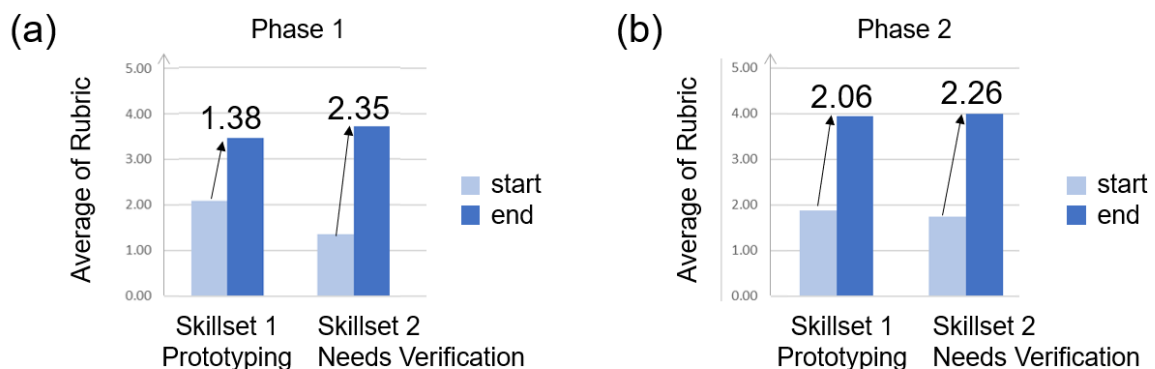 (a)
Phase 1
Average of Rubric
5.00
4.00
3.00
2.00
1.00
0.00
1.38
2.35
start
end
Skillset 1
Prototyping
Skillset 2
Needs Verification
(b)
Phase 2
Average of Rubric
5.00
4.00
3.00
2.00
1.00
0.00
2.06
2.26
start
end
Skillset 1
Prototyping
Skillset 2
Needs Verification